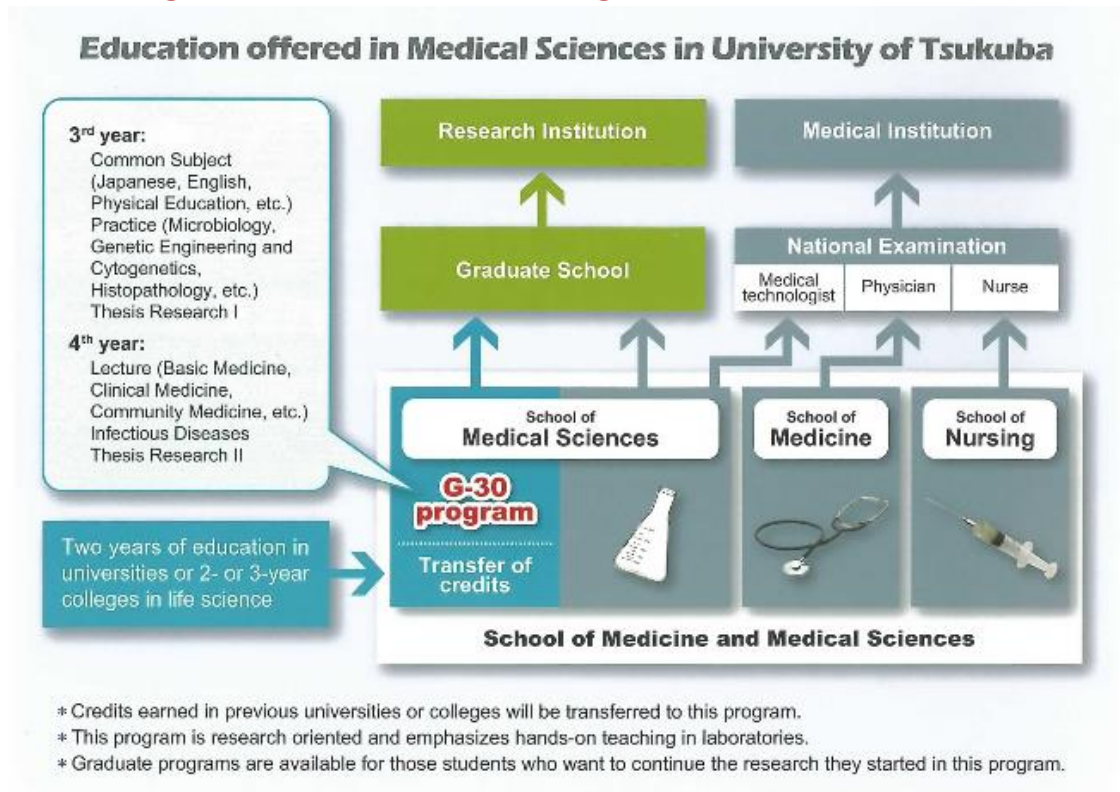 Education offered in Medical Sciences in University of Tsukuba
3rd year:
Common Subject
(Japanese, English,
Physical Education, etc.)
Practice (Microbiology,
Genetic Engineering and
Cytogenetics,
Histopathology, etc.)
Thesis Research I
4th year:
Lecture (Basic Medicine,
Clinical Medicine,
Community Medicine, etc.)
Infectious Diseases
Thesis Research II
Research Institution
Medical Institution
Graduate School
National Examination
Medical
technologist
Physician
Nurse
School of
Medical Sciences
School of
Medicine
School of
Nursing
G-30
program
Transfer of
credits
Two years of education in
universities or 2- or 3-year
colleges in life science
School of Medicine and Medical Sciences
* Credits earned in previous universities or colleges will be transferred to this program.
* This program is research oriented and emphasizes hands-on teaching in laboratories.
* Graduate programs are available for those students who want to continue the research they started in this program.